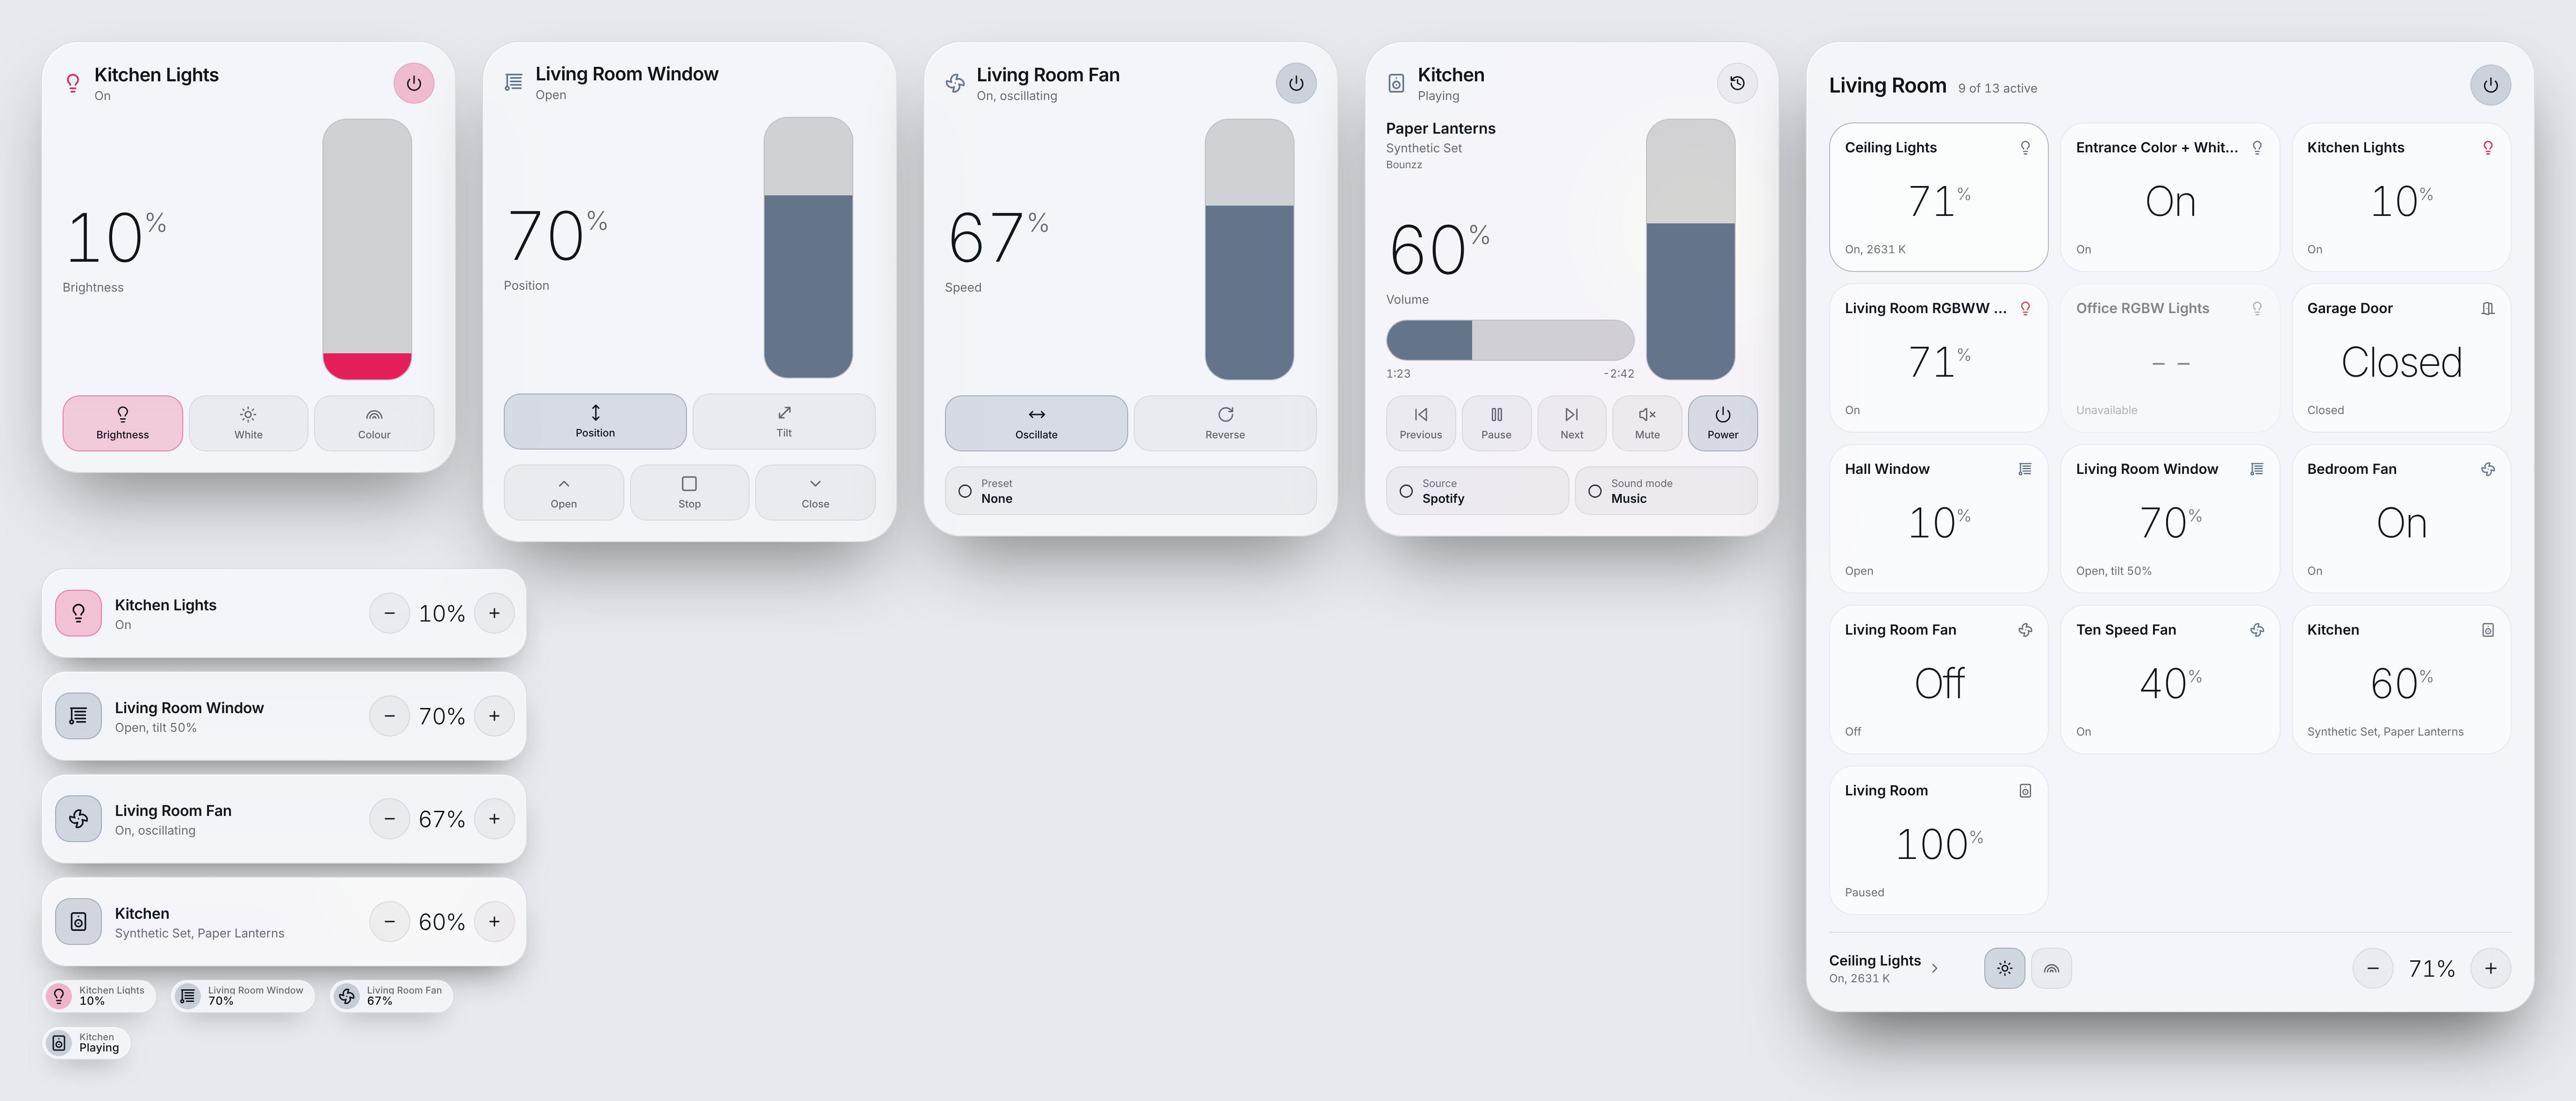 Kitchen Lights
On
10%
Brightness
Brightness
White
Colour
Living Room Window
Open
70%
Position
Position
Tilt
Open
Stop
Close
Living Room Fan
On, oscillating
67%
Speed
Oscillate
Reverse
Preset
None
Kitchen
Playing
Paper Lanterns
Synthetic Set
Bounzz
60%
Volume
1:23
-2:42
Previous
Pause
Next
Mute
Power
Source
Spotify
Sound mode
Music
Living Room 9 of 13 active
Ceiling Lights
71%
On, 2631 K
Entrance Color + Whit...
On
On
Kitchen Lights
10%
On
Living Room RGBWW ...
71%
On
Office RGBW Lights
– –
Unavailable
Garage Door
Closed
Closed
Hall Window
10%
Open
Living Room Window
70%
Open, tilt 50%
Bedroom Fan
On
On
Living Room Fan
Off
Off
Ten Speed Fan
40%
On
Kitchen
60%
Synthetic Set, Paper Lanterns
Living Room
100%
Paused
Ceiling Lights
On, 2631 K
71%
Kitchen Lights
On
10%
Living Room Window
Open, tilt 50%
70%
Living Room Fan
On, oscillating
67%
Kitchen
Synthetic Set, Paper Lanterns
60%
Kitchen Lights
10%
Living Room Window
70%
Living Room Fan
67%
Kitchen
Playing